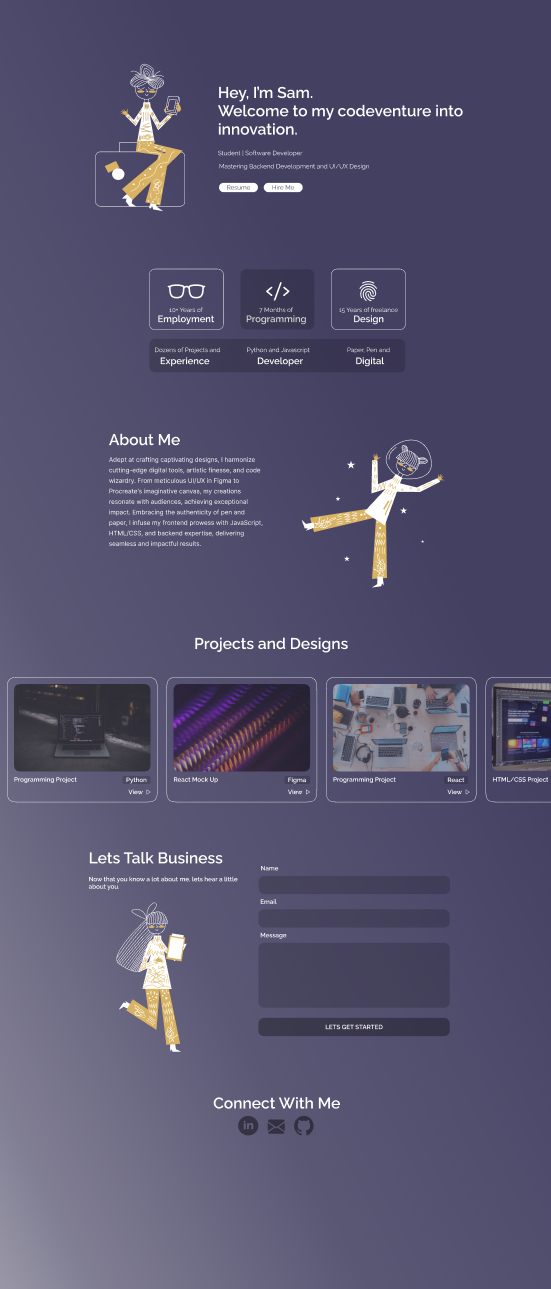 Hey, I'm Sam.
Welcome to my codeventure into
innovation.
Student | Software Developer
Mastering Backend Development and UI/UX Design
Resume
Hire Me
10+ Years of
Employment
7 Months of
Programming
15 Years of freelance
Design
Dozens of Projects and
Experience
Python and Javascript
Developer
Paper, Pen and
Digital
About Me
Adept at crafting captivating designs, I harmonize
cutting-edge digital tools, artistic finesse, and code
wizardry. From meticulous UI/UX in Figma to
Procreate's imaginative canvas, my creations
resonate with audiences, achieving exceptional
impact. Embracing the authenticity of pen and
paper, I infuse my frontend prowess with JavaScript,
HTML/CSS, and backend expertise, delivering
seamless and impactful results.
Projects and Designs
Programming Project
Python
View
React Mock Up
Figma
View
Programming Project
React
View
HTML/CSS Project
Lets Talk Business
Now that you know a lot about me, lets hear a little
about you
Name
Email
Message
LETS GET STARTED
Connect With Me
in